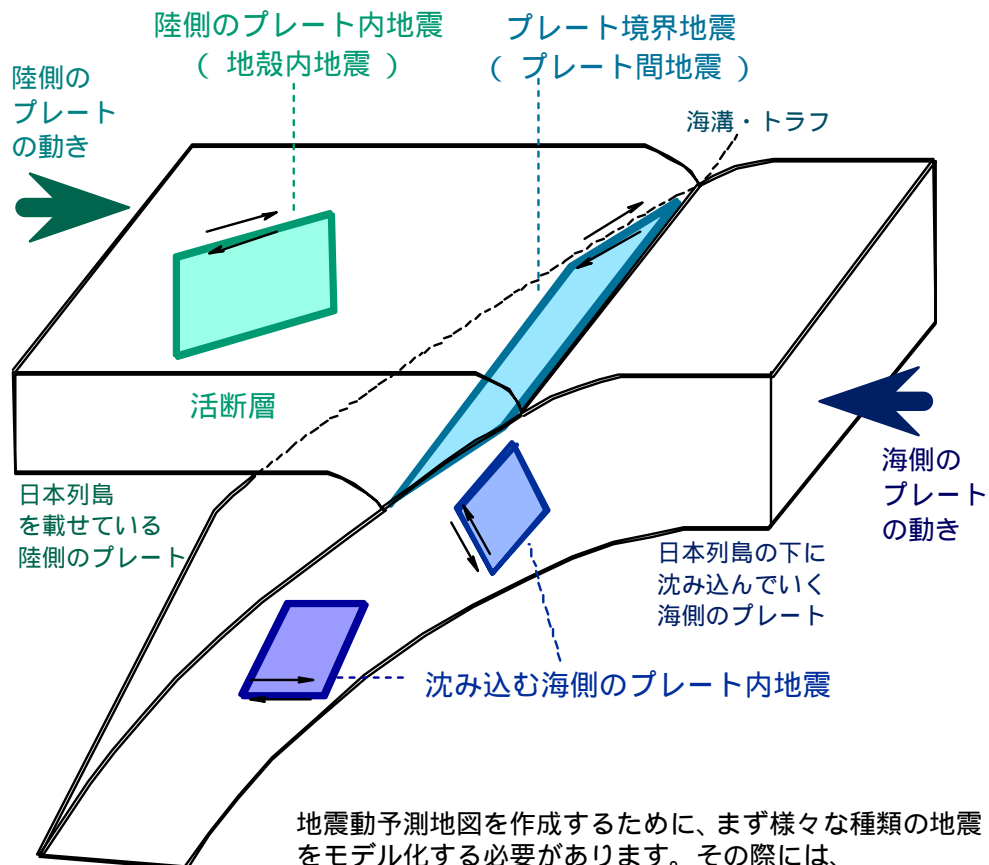 陸側のプレート内地震
( 地殻内地震 )
プレート境界地震
( プレート間地震 )
陸側の
プレート
の動き
海溝・トラフ
活断層
海側の
プレート
の動き
日本列島
を載せている
陸側のプレート
日本列島の下に
沈み込んでいく
海側のプレート
沈み込む海側のプレート内地震
地震動予測地図を作成するために、まず様々な種類の地震
をモデル化する必要があります。その際には、